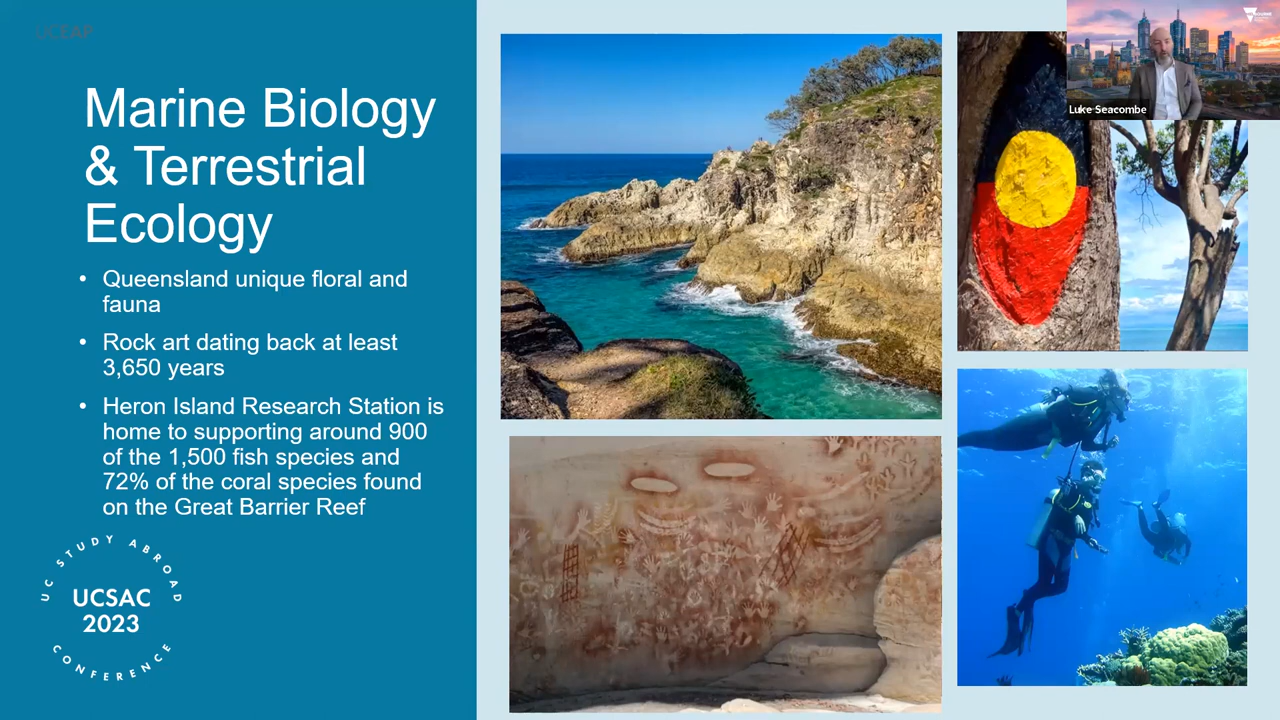 UCEAP
Marine Biology
& Terrestrial
Ecology
• Queensland unique floral and
fauna
• Rock art dating back at least
3,650 years
• Heron Island Research Station is
home to supporting around 900
of the 1,500 fish species and
72% of the coral species found
on the Great Barrier Reef
UC STUDY ABROAD
UCSAC
2023
CONFERENCE
Luke Seacombe